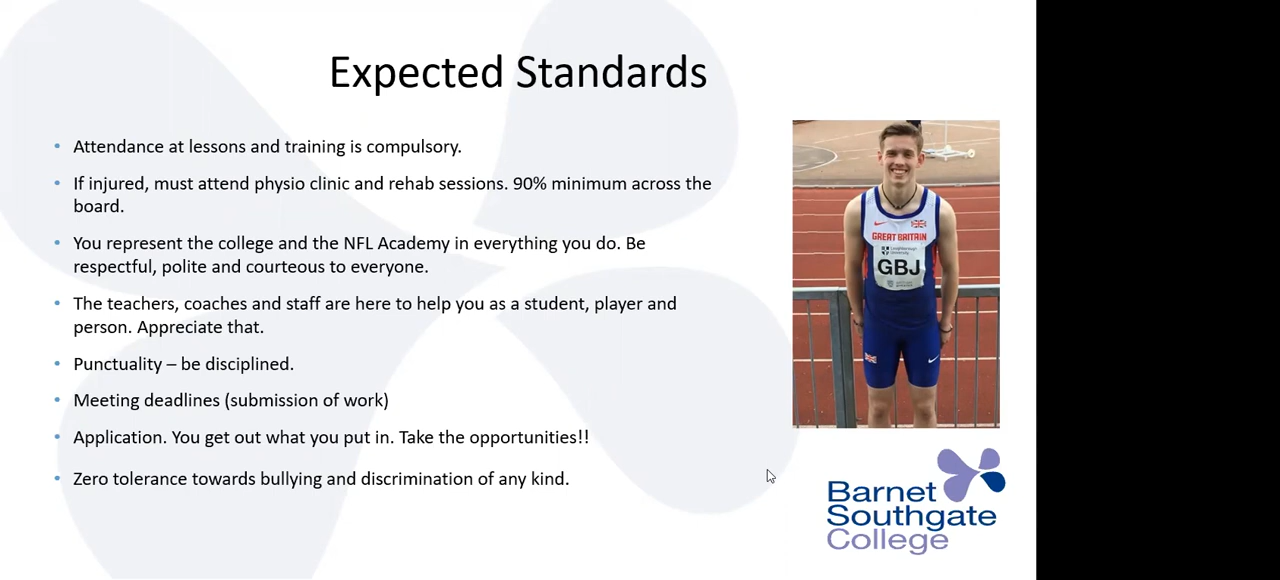 Expected Standards
• Attendance at lessons and training is compulsory.
• If injured, must attend physio clinic and rehab sessions. 90% minimum across the
board.
• You represent the college and the NFL Academy in everything you do. Be
respectful, polite and courteous to everyone.
• The teachers, coaches and staff are here to help you as a student, player and
person. Appreciate that.
• Punctuality – be disciplined.
• Meeting deadlines (submission of work)
• Application. You get out what you put in. Take the opportunities!!
• Zero tolerance towards bullying and discrimination of any kind.
GREAT BRITAIN
Loughborough
University
GBJ
Barnet
Southgate
College